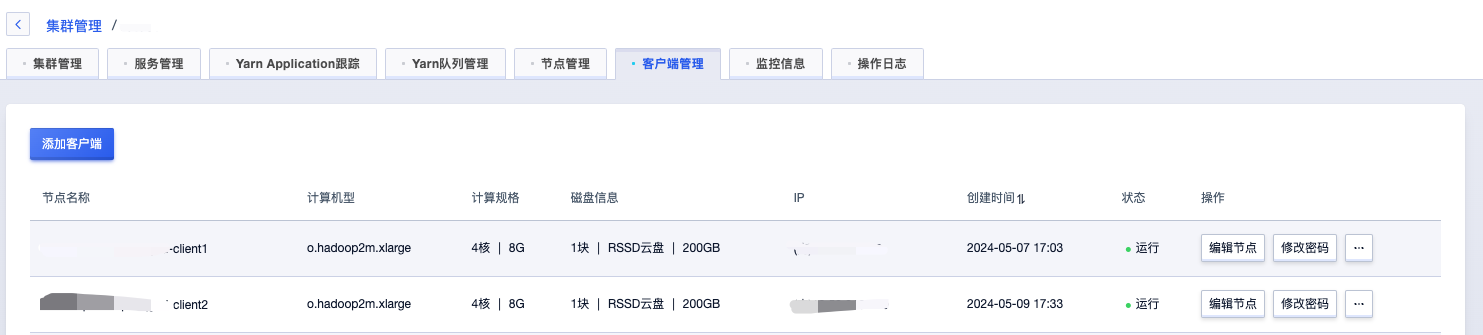 集群管理 /
集群管理 服务管理 Yarn Application跟踪 Yarn队列管理 节点管理 客户端管理 监控信息 操作日志
添加客户端
节点名称 计算机型 计算规格 磁盘信息 IP 创建时间 状态 操作
-client1 o.hadoop2m.xlarge 4核 | 8G 1块 | RSSD云盘 | 200GB 2024-05-07 17:03 运行 编辑节点 修改密码 ...
client2 o.hadoop2m.xlarge 4核 | 8G 1块 | RSSD云盘 | 200GB 2024-05-09 17:33 运行 编辑节点 修改密码 ...